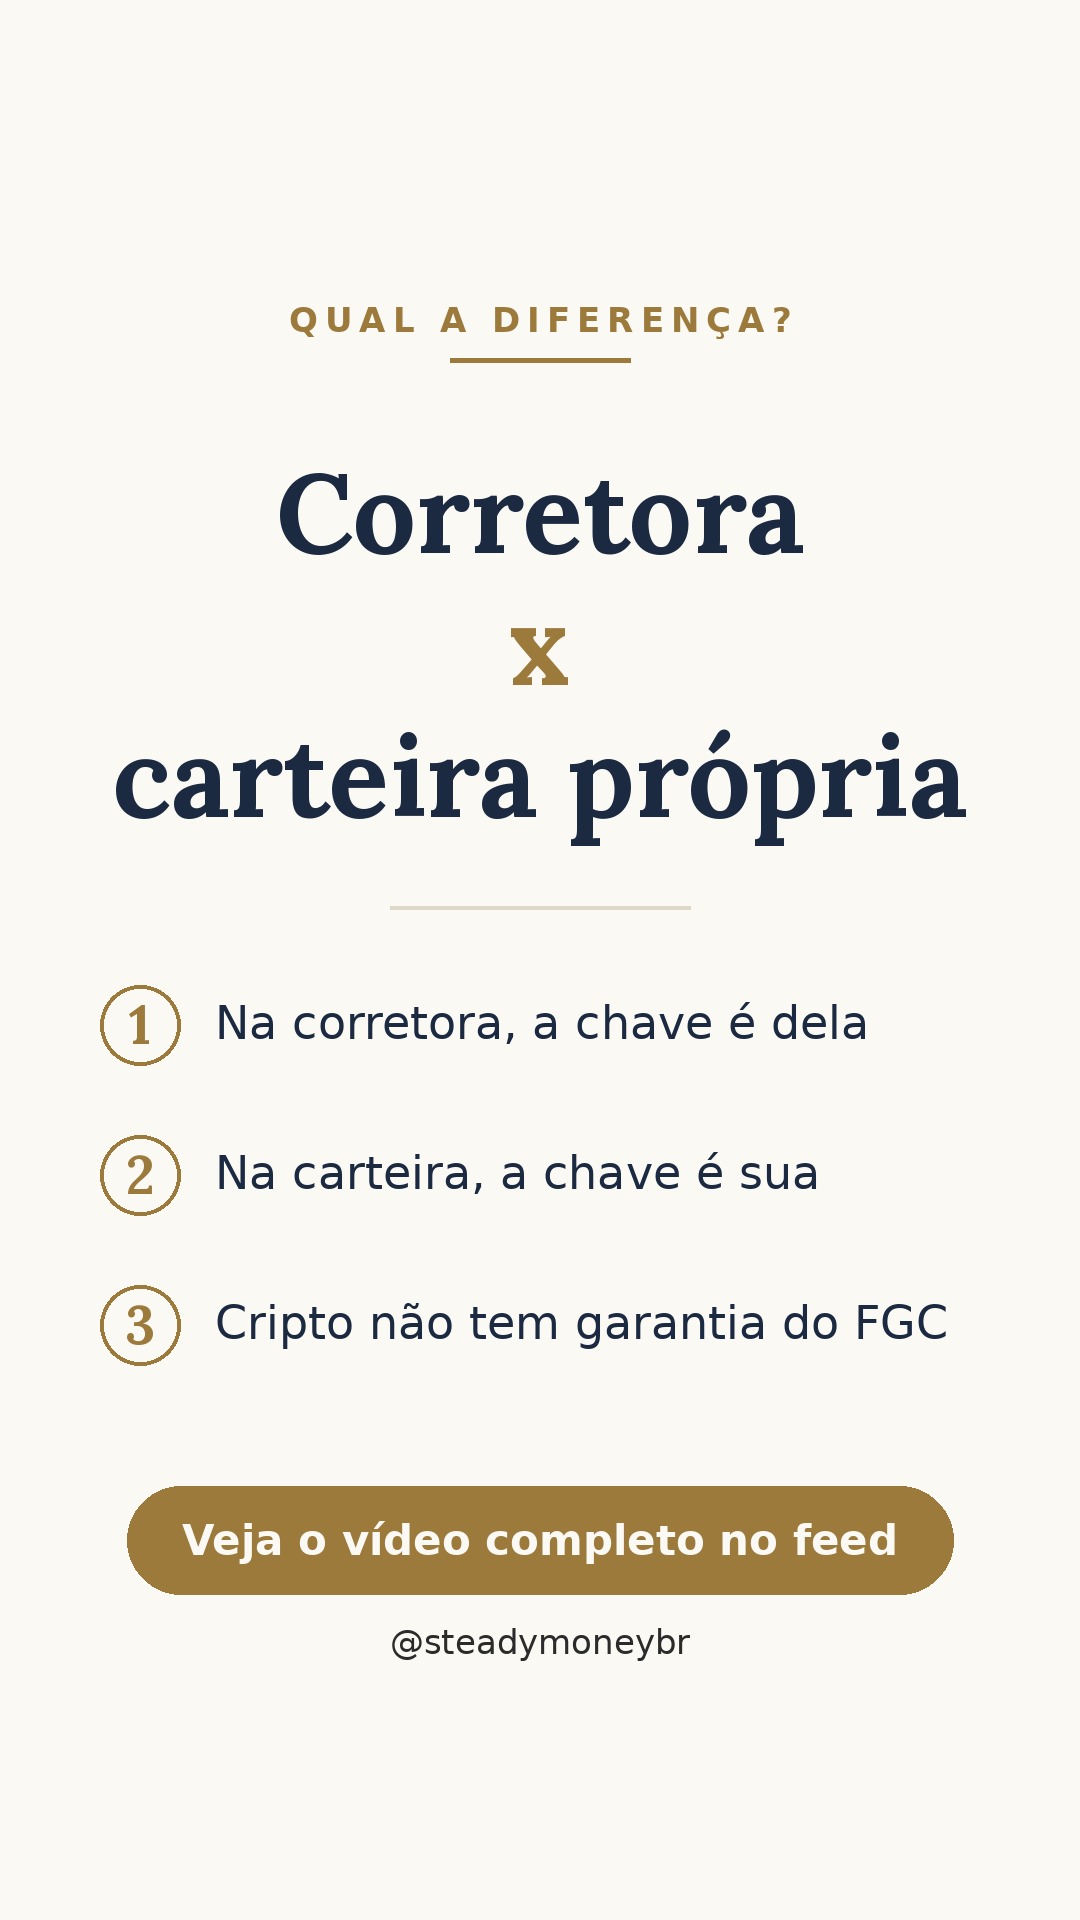 QUAL A DIFERENÇA?
Corretora
x
carteira própria
1 Na corretora, a chave é dela
2 Na carteira, a chave é sua
3 Cripto não tem garantia do FGC
Veja o vídeo completo no feed
@steadymoneybr